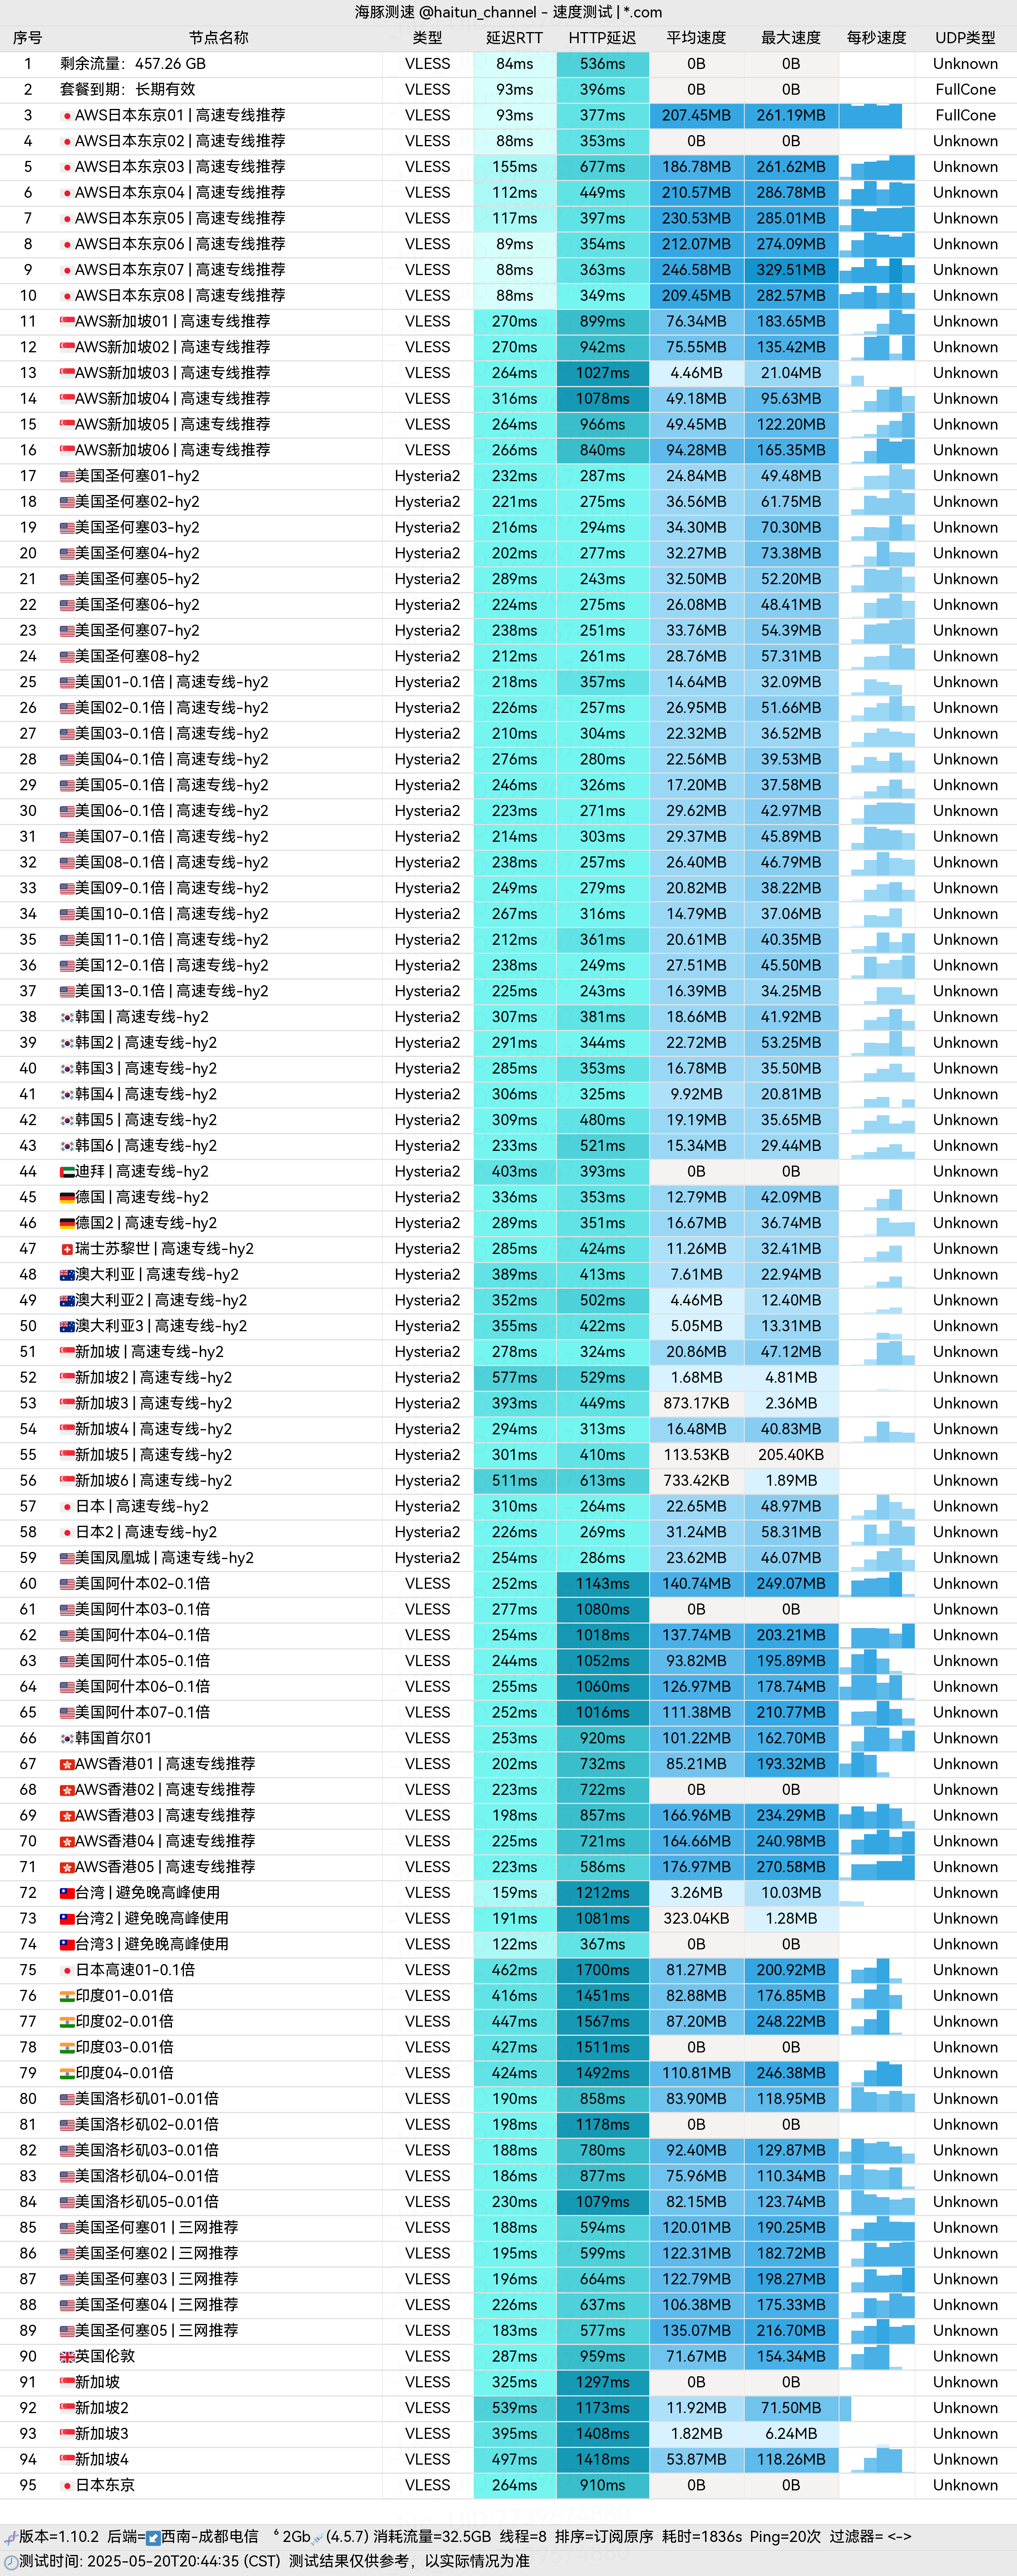 海豚测速 @haitun_channel - 速度测试 | *.com
序号 节点名称 类型 延迟RTT HTTP延迟 平均速度 最大速度 每秒速度 UDP类型
1 剩余流量：457.26 GB VLESS 84ms 536ms 0B 0B Unknown
2 套餐到期：长期有效 VLESS 93ms 396ms 0B 0B FullCone
3 AWS日本东京01 | 高速专线推荐 VLESS 93ms 377ms 207.45MB 261.19MB FullCone
4 AWS日本东京02 | 高速专线推荐 VLESS 88ms 353ms 0B 0B Unknown
5 AWS日本东京03 | 高速专线推荐 VLESS 155ms 677ms 186.78MB 261.62MB Unknown
6 AWS日本东京04 | 高速专线推荐 VLESS 112ms 449ms 210.57MB 286.78MB Unknown
7 AWS日本东京05 | 高速专线推荐 VLESS 117ms 397ms 230.53MB 285.01MB Unknown
8 AWS日本东京06 | 高速专线推荐 VLESS 89ms 354ms 212.07MB 274.09MB Unknown
9 AWS日本东京07 | 高速专线推荐 VLESS 88ms 363ms 246.58MB 329.51MB Unknown
10 AWS日本东京08 | 高速专线推荐 VLESS 88ms 349ms 209.45MB 282.57MB Unknown
11 AWS新加坡01 | 高速专线推荐 VLESS 270ms 899ms 76.34MB 183.65MB Unknown
12 AWS新加坡02 | 高速专线推荐 VLESS 270ms 942ms 75.55MB 135.42MB Unknown
13 AWS新加坡03 | 高速专线推荐 VLESS 264ms 1027ms 4.46MB 21.04MB Unknown
14 AWS新加坡04 | 高速专线推荐 VLESS 316ms 1078ms 49.18MB 95.63MB Unknown
15 AWS新加坡05 | 高速专线推荐 VLESS 264ms 966ms 49.45MB 122.20MB Unknown
16 AWS新加坡06 | 高速专线推荐 VLESS 266ms 840ms 94.28MB 165.35MB Unknown
17 美国圣何塞01-hy2 Hysteria2 232ms 287ms 24.84MB 49.48MB Unknown
18 美国圣何塞02-hy2 Hysteria2 221ms 275ms 36.56MB 61.75MB Unknown
19 美国圣何塞03-hy2 Hysteria2 216ms 294ms 34.30MB 70.30MB Unknown
20 美国圣何塞04-hy2 Hysteria2 202ms 277ms 32.27MB 73.38MB Unknown
21 美国圣何塞05-hy2 Hysteria2 289ms 243ms 32.50MB 52.20MB Unknown
22 美国圣何塞06-hy2 Hysteria2 224ms 275ms 26.08MB 48.41MB Unknown
23 美国圣何塞07-hy2 Hysteria2 238ms 251ms 33.76MB 54.39MB Unknown
24 美国圣何塞08-hy2 Hysteria2 212ms 261ms 28.76MB 57.31MB Unknown
25 美国01-0.1倍 | 高速专线-hy2 Hysteria2 218ms 357ms 14.64MB 32.09MB Unknown
26 美国02-0.1倍 | 高速专线-hy2 Hysteria2 226ms 257ms 26.95MB 51.66MB Unknown
27 美国03-0.1倍 | 高速专线-hy2 Hysteria2 210ms 304ms 22.32MB 36.52MB Unknown
28 美国04-0.1倍 | 高速专线-hy2 Hysteria2 276ms 280ms 22.56MB 39.53MB Unknown
29 美国05-0.1倍 | 高速专线-hy2 Hysteria2 246ms 326ms 17.20MB 37.58MB Unknown
30 美国06-0.1倍 | 高速专线-hy2 Hysteria2 223ms 271ms 29.62MB 42.97MB Unknown
31 美国07-0.1倍 | 高速专线-hy2 Hysteria2 214ms 303ms 29.37MB 45.89MB Unknown
32 美国08-0.1倍 | 高速专线-hy2 Hysteria2 238ms 257ms 26.40MB 46.79MB Unknown
33 美国09-0.1倍 | 高速专线-hy2 Hysteria2 249ms 279ms 20.82MB 38.22MB Unknown
34 美国10-0.1倍 | 高速专线-hy2 Hysteria2 267ms 316ms 14.79MB 37.06MB Unknown
35 美国11-0.1倍 | 高速专线-hy2 Hysteria2 212ms 361ms 20.61MB 40.35MB Unknown
36 美国12-0.1倍 | 高速专线-hy2 Hysteria2 238ms 249ms 27.51MB 45.50MB Unknown
37 美国13-0.1倍 | 高速专线-hy2 Hysteria2 225ms 243ms 16.39MB 34.25MB Unknown
38 韩国 | 高速专线-hy2 Hysteria2 307ms 381ms 18.66MB 41.92MB Unknown
39 韩国2 | 高速专线-hy2 Hysteria2 291ms 344ms 22.72MB 53.25MB Unknown
40 韩国3 | 高速专线-hy2 Hysteria2 285ms 353ms 16.78MB 35.50MB Unknown
41 韩国4 | 高速专线-hy2 Hysteria2 306ms 325ms 9.92MB 20.81MB Unknown
42 韩国5 | 高速专线-hy2 Hysteria2 309ms 480ms 19.19MB 35.65MB Unknown
43 韩国6 | 高速专线-hy2 Hysteria2 233ms 521ms 15.34MB 29.44MB Unknown
44 迪拜 | 高速专线-hy2 Hysteria2 403ms 393ms 0B 0B Unknown
45 德国 | 高速专线-hy2 Hysteria2 336ms 353ms 12.79MB 42.09MB Unknown
46 德国2 | 高速专线-hy2 Hysteria2 289ms 351ms 16.67MB 36.74MB Unknown
47 瑞士苏黎世 | 高速专线-hy2 Hysteria2 285ms 424ms 11.26MB 32.41MB Unknown
48 澳大利亚 | 高速专线-hy2 Hysteria2 389ms 413ms 7.61MB 22.94MB Unknown
49 澳大利亚2 | 高速专线-hy2 Hysteria2 352ms 502ms 4.46MB 12.40MB Unknown
50 澳大利亚3 | 高速专线-hy2 Hysteria2 355ms 422ms 5.05MB 13.31MB Unknown
51 新加坡 | 高速专线-hy2 Hysteria2 278ms 324ms 20.86MB 47.12MB Unknown
52 新加坡2 | 高速专线-hy2 Hysteria2 577ms 529ms 1.68MB 4.81MB Unknown
53 新加坡3 | 高速专线-hy2 Hysteria2 393ms 449ms 873.17KB 2.36MB Unknown
54 新加坡4 | 高速专线-hy2 Hysteria2 294ms 313ms 16.48MB 40.83MB Unknown
55 新加坡5 | 高速专线-hy2 Hysteria2 301ms 410ms 113.53KB 205.40KB Unknown
56 新加坡6 | 高速专线-hy2 Hysteria2 511ms 613ms 733.42KB 1.89MB Unknown
57 日本 | 高速专线-hy2 Hysteria2 310ms 264ms 22.65MB 48.97MB Unknown
58 日本2 | 高速专线-hy2 Hysteria2 226ms 269ms 31.24MB 58.31MB Unknown
59 美国凤凰城 | 高速专线-hy2 Hysteria2 254ms 286ms 23.62MB 46.07MB Unknown
60 美国阿什本02-0.1倍 VLESS 252ms 1143ms 140.74MB 249.07MB Unknown
61 美国阿什本03-0.1倍 VLESS 277ms 1080ms 0B 0B Unknown
62 美国阿什本04-0.1倍 VLESS 254ms 1018ms 137.74MB 203.21MB Unknown
63 美国阿什本05-0.1倍 VLESS 244ms 1052ms 93.82MB 195.89MB Unknown
64 美国阿什本06-0.1倍 VLESS 255ms 1060ms 126.97MB 178.74MB Unknown
65 美国阿什本07-0.1倍 VLESS 252ms 1016ms 111.38MB 210.77MB Unknown
66 韩国首尔01 VLESS 253ms 920ms 101.22MB 162.70MB Unknown
67 AWS香港01 | 高速专线推荐 VLESS 202ms 732ms 85.21MB 193.32MB Unknown
68 AWS香港02 | 高速专线推荐 VLESS 223ms 722ms 0B 0B Unknown
69 AWS香港03 | 高速专线推荐 VLESS 198ms 857ms 166.96MB 234.29MB Unknown
70 AWS香港04 | 高速专线推荐 VLESS 225ms 721ms 164.66MB 240.98MB Unknown
71 AWS香港05 | 高速专线推荐 VLESS 223ms 586ms 176.97MB 270.58MB Unknown
72 台湾 | 避免晚高峰使用 VLESS 159ms 1212ms 3.26MB 10.03MB Unknown
73 台湾2 | 避免晚高峰使用 VLESS 191ms 1081ms 323.04KB 1.28MB Unknown
74 台湾3 | 避免晚高峰使用 VLESS 122ms 367ms 0B 0B Unknown
75 日本高速01-0.1倍 VLESS 462ms 1700ms 81.27MB 200.92MB Unknown
76 印度01-0.01倍 VLESS 416ms 1451ms 82.88MB 176.85MB Unknown
77 印度02-0.01倍 VLESS 447ms 1567ms 87.20MB 248.22MB Unknown
78 印度03-0.01倍 VLESS 427ms 1511ms 0B 0B Unknown
79 印度04-0.01倍 VLESS 424ms 1492ms 110.81MB 246.38MB Unknown
80 美国洛杉矶01-0.01倍 VLESS 190ms 858ms 83.90MB 118.95MB Unknown
81 美国洛杉矶02-0.01倍 VLESS 198ms 1178ms 0B 0B Unknown
82 美国洛杉矶03-0.01倍 VLESS 188ms 780ms 92.40MB 129.87MB Unknown
83 美国洛杉矶04-0.01倍 VLESS 186ms 877ms 75.96MB 110.34MB Unknown
84 美国洛杉矶05-0.01倍 VLESS 230ms 1079ms 82.15MB 123.74MB Unknown
85 美国圣何塞01 | 三网推荐 VLESS 188ms 594ms 120.01MB 190.25MB Unknown
86 美国圣何塞02 | 三网推荐 VLESS 195ms 599ms 122.31MB 182.72MB Unknown
87 美国圣何塞03 | 三网推荐 VLESS 196ms 664ms 122.79MB 198.27MB Unknown
88 美国圣何塞04 | 三网推荐 VLESS 226ms 637ms 106.38MB 175.33MB Unknown
89 美国圣何塞05 | 三网推荐 VLESS 183ms 577ms 135.07MB 216.70MB Unknown
90 英国伦敦 VLESS 287ms 959ms 71.67MB 154.34MB Unknown
91 新加坡 VLESS 325ms 1297ms 0B 0B Unknown
92 新加坡2 VLESS 539ms 1173ms 11.92MB 71.50MB Unknown
93 新加坡3 VLESS 395ms 1408ms 1.82MB 6.24MB Unknown
94 新加坡4 VLESS 497ms 1418ms 53.87MB 118.26MB Unknown
95 日本东京 VLESS 264ms 910ms 0B 0B Unknown
版本=1.10.2 后端=↙西南-成都电信 ⁶ 2Gb (4.5.7) 消耗流量=32.5GB 线程=8 排序=订阅原序 耗时=1836s Ping=20次 过滤器= <->
测试时间: 2025-05-20T20:44:35 (CST) 测试结果仅供参考，以实际情况为准